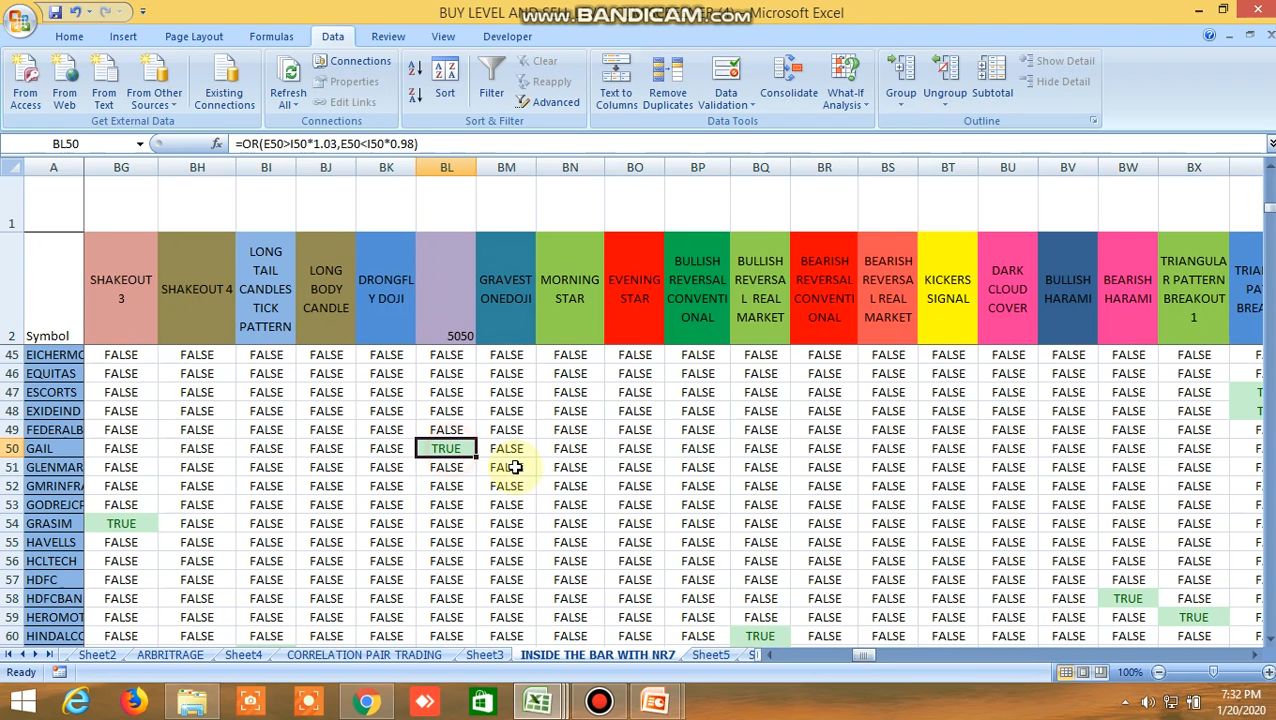 BUY LEVEL AND SELL
www.BANDICAM.com
- Microsoft Excel
Home Insert Page Layout Formulas Data Review View Developer
From Access
From Web
From Text
From Other Sources
Existing Connections
Get External Data
Refresh All
Connections
Properties
Edit Links
Connections
Sort
Filter
Clear
Reapply
Advanced
Sort & Filter
Text to Columns
Remove Duplicates
Data Validation
Consolidate
What-If Analysis
Data Tools
Group
Ungroup
Subtotal
Show Detail
Hide Detail
Outline
BL50 fx =OR(E50>I50*1.03,E50<I50*0.98)
A BG BH BI BJ BK BL BM BN BO BP BQ BR BS BT BU BV BW BX
1
2 Symbol
SHAKEOUT 3
SHAKEOUT 4
LONG TAIL CANDLES TICK PATTERN
LONG BODY CANDLE
DRONGFL Y DOJI
5050
GRAVEST ONEDOJI
MORNING STAR
EVENING STAR
BULLISH REVERSAL CONVENTI ONAL
BULLISH REVERSA L REAL MARKET
BEARISH REVERSAL CONVENTI ONAL
BEARISH REVERSA L REAL MARKET
KICKERS SIGNAL
DARK CLOUD COVER
BULLISH HARAMI
BEARISH HARAMI
TRIANGULA R PATTERN BREAKOUT 1
45 EICHERMO FALSE FALSE FALSE FALSE FALSE FALSE FALSE FALSE FALSE FALSE FALSE FALSE FALSE FALSE FALSE FALSE FALSE FALSE
46 EQUITAS FALSE FALSE FALSE FALSE FALSE FALSE FALSE FALSE FALSE FALSE FALSE FALSE FALSE FALSE FALSE FALSE FALSE FALSE
47 ESCORTS FALSE FALSE FALSE FALSE FALSE FALSE FALSE FALSE FALSE FALSE FALSE FALSE FALSE FALSE FALSE FALSE FALSE FALSE
48 EXIDEIND FALSE FALSE FALSE FALSE FALSE FALSE FALSE FALSE FALSE FALSE FALSE FALSE FALSE FALSE FALSE FALSE FALSE FALSE
49 FEDERALB FALSE FALSE FALSE FALSE FALSE FALSE FALSE FALSE FALSE FALSE FALSE FALSE FALSE FALSE FALSE FALSE FALSE FALSE
50 GAIL FALSE FALSE FALSE FALSE FALSE TRUE FALSE FALSE FALSE FALSE FALSE FALSE FALSE FALSE FALSE FALSE FALSE FALSE
51 GLENMAR FALSE FALSE FALSE FALSE FALSE FALSE FALSE FALSE FALSE FALSE FALSE FALSE FALSE FALSE FALSE FALSE FALSE FALSE
52 GMRINFRA FALSE FALSE FALSE FALSE FALSE FALSE FALSE FALSE FALSE FALSE FALSE FALSE FALSE FALSE FALSE FALSE FALSE FALSE
53 GODREJCP FALSE FALSE FALSE FALSE FALSE FALSE FALSE FALSE FALSE FALSE FALSE FALSE FALSE FALSE FALSE FALSE FALSE FALSE
54 GRASIM TRUE FALSE FALSE FALSE FALSE FALSE FALSE FALSE FALSE FALSE FALSE FALSE FALSE FALSE FALSE FALSE FALSE FALSE
55 HAVELLS FALSE FALSE FALSE FALSE FALSE FALSE FALSE FALSE FALSE FALSE FALSE FALSE FALSE FALSE FALSE FALSE FALSE FALSE
56 HCLTECH FALSE FALSE FALSE FALSE FALSE FALSE FALSE FALSE FALSE FALSE FALSE FALSE FALSE FALSE FALSE FALSE FALSE FALSE
57 HDFC FALSE FALSE FALSE FALSE FALSE FALSE FALSE FALSE FALSE FALSE FALSE FALSE FALSE FALSE FALSE FALSE FALSE FALSE
58 HDFCBAN FALSE FALSE FALSE FALSE FALSE FALSE FALSE FALSE FALSE FALSE FALSE FALSE FALSE FALSE FALSE FALSE TRUE FALSE
59 HEROMOT FALSE FALSE FALSE FALSE FALSE FALSE FALSE FALSE FALSE FALSE FALSE FALSE FALSE FALSE FALSE FALSE FALSE TRUE
60 HINDALCO FALSE FALSE FALSE FALSE FALSE FALSE FALSE FALSE FALSE FALSE TRUE FALSE FALSE FALSE FALSE FALSE FALSE FALSE
Sheet2 ARBITRAGE Sheet4 CORRELATION PAIR TRADING Sheet3 INSIDE THE BAR WITH NR7 Sheet5
Ready 100%
7:32 PM
1/20/2020